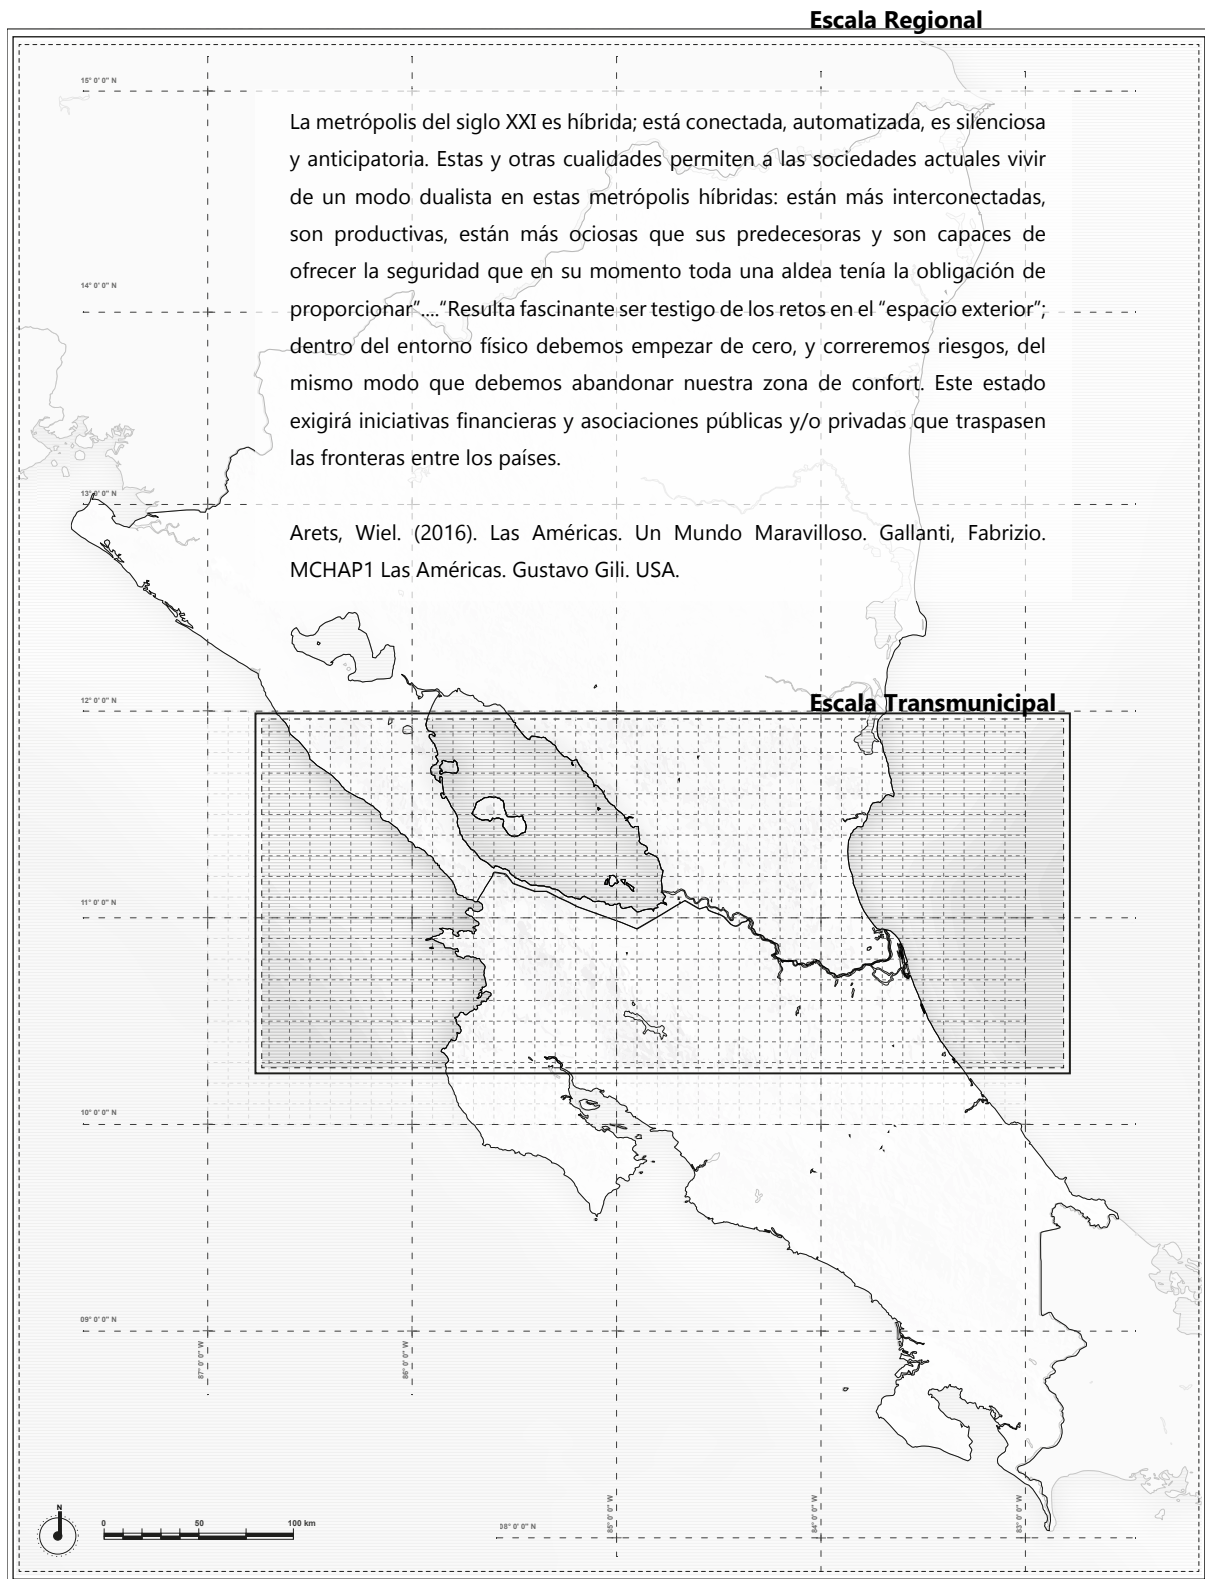 Escala Regional
15° 0' 0" N
La metrópolis del siglo XXI es híbrida; está conectada, automatizada, es silenciosa
y anticipatoria. Estas y otras cualidades permiten a las sociedades actuales vivir
de un modo dualista en estas metrópolis híbridas: están más interconectadas,
son productivas, están más ociosas que sus predecesoras y son capaces de
ofrecer la seguridad que en su momento toda una aldea tenía la obligación de
14° 0' 0" N
proporcionar"...."Resulta fascinante ser testigo de los retos en el "espacio exterior";
dentro del entorno físico debemos empezar de cero, y correremos riesgos, del
mismo modo que debemos abandonar nuestra zona de confort. Este estado
exigirá iniciativas financieras y asociaciones públicas y/o privadas que traspasen
las fronteras entre los países.
13° 0' 0" N
Arets, Wiel. (2016). Las Américas. Un Mundo Maravilloso. Gallanti, Fabrizio.
MCHAP1 Las Américas. Gustavo Gili. USA.
12° 0' 0" N
Escala Transmunicipal
11° 0' 0" N
10° 0' 0" N
09° 0' 0" N
87° 0' 0" W
86° 0' 0" W
85° 0' 0" W
84° 0' 0" W
83° 0' 0" W
N
0 50 100 km
38° 0' 0" N